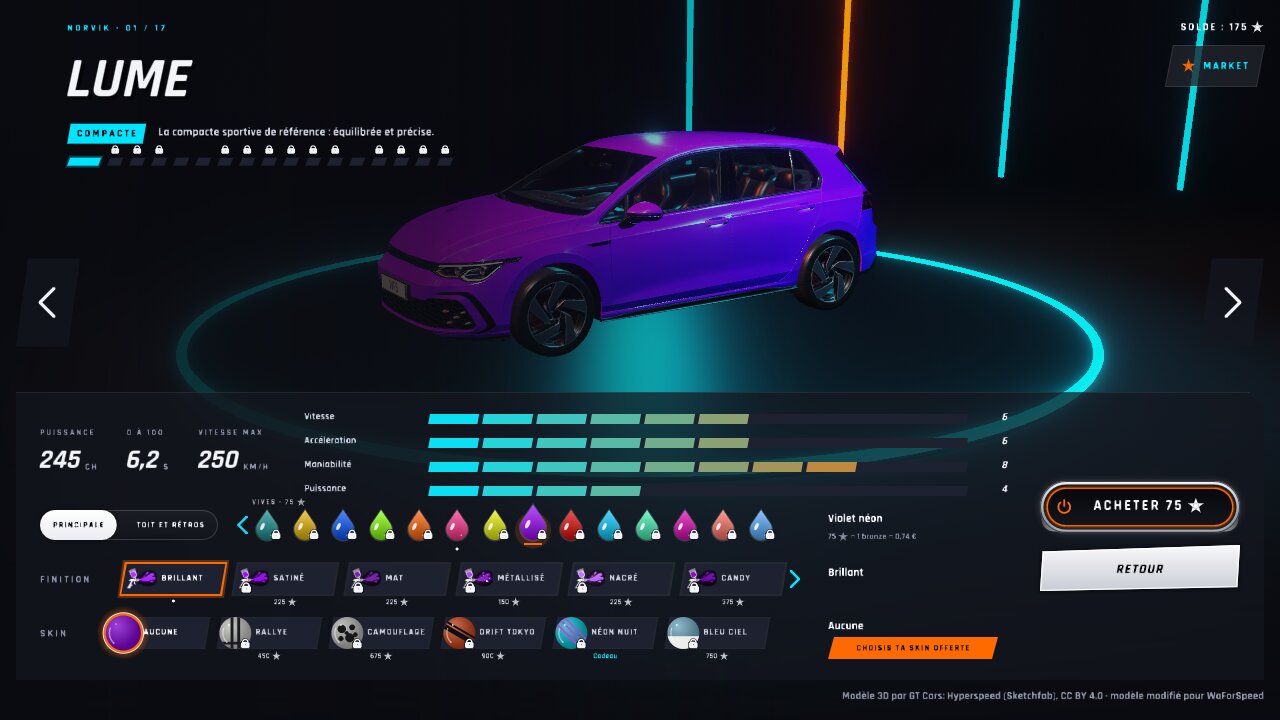 NORVIK · 01 / 17
SOLDE : 175 ★
LUME
★ MARKET
COMPACTE
La compacte sportive de référence : équilibrée et précise.
PUISSANCE
245 CH
0 À 100
6,2 S
VITESSE MAX
250 KM/H
Vitesse 6
Accélération 6
Maniabilité 8
Puissance 4
VIVES · 75 ★
PRINCIPALE
TOIT ET RÉTROS
Violet néon
75 ★ = 1 bronze = 0,74 €
ACHETER 75 ★
FINITION
BRILLANT
SATINÉ
MAT
MÉTALLISÉ
NACRÉ
CANDY
225 ★
225 ★
150 ★
225 ★
375 ★
Brillant
RETOUR
SKIN
AUCUNE
RALLYE
CAMOUFLAGE
DRIFT TOKYO
NÉON NUIT
BLEU CIEL
450 ★
675 ★
900 ★
Cadeau
750 ★
Aucune
CHOISIS TA SKIN OFFERTE
Modèle 3D par GT Cars: Hyperspeed (Sketchfab), CC BY 4.0 · modèle modifié pour WaForSpeed